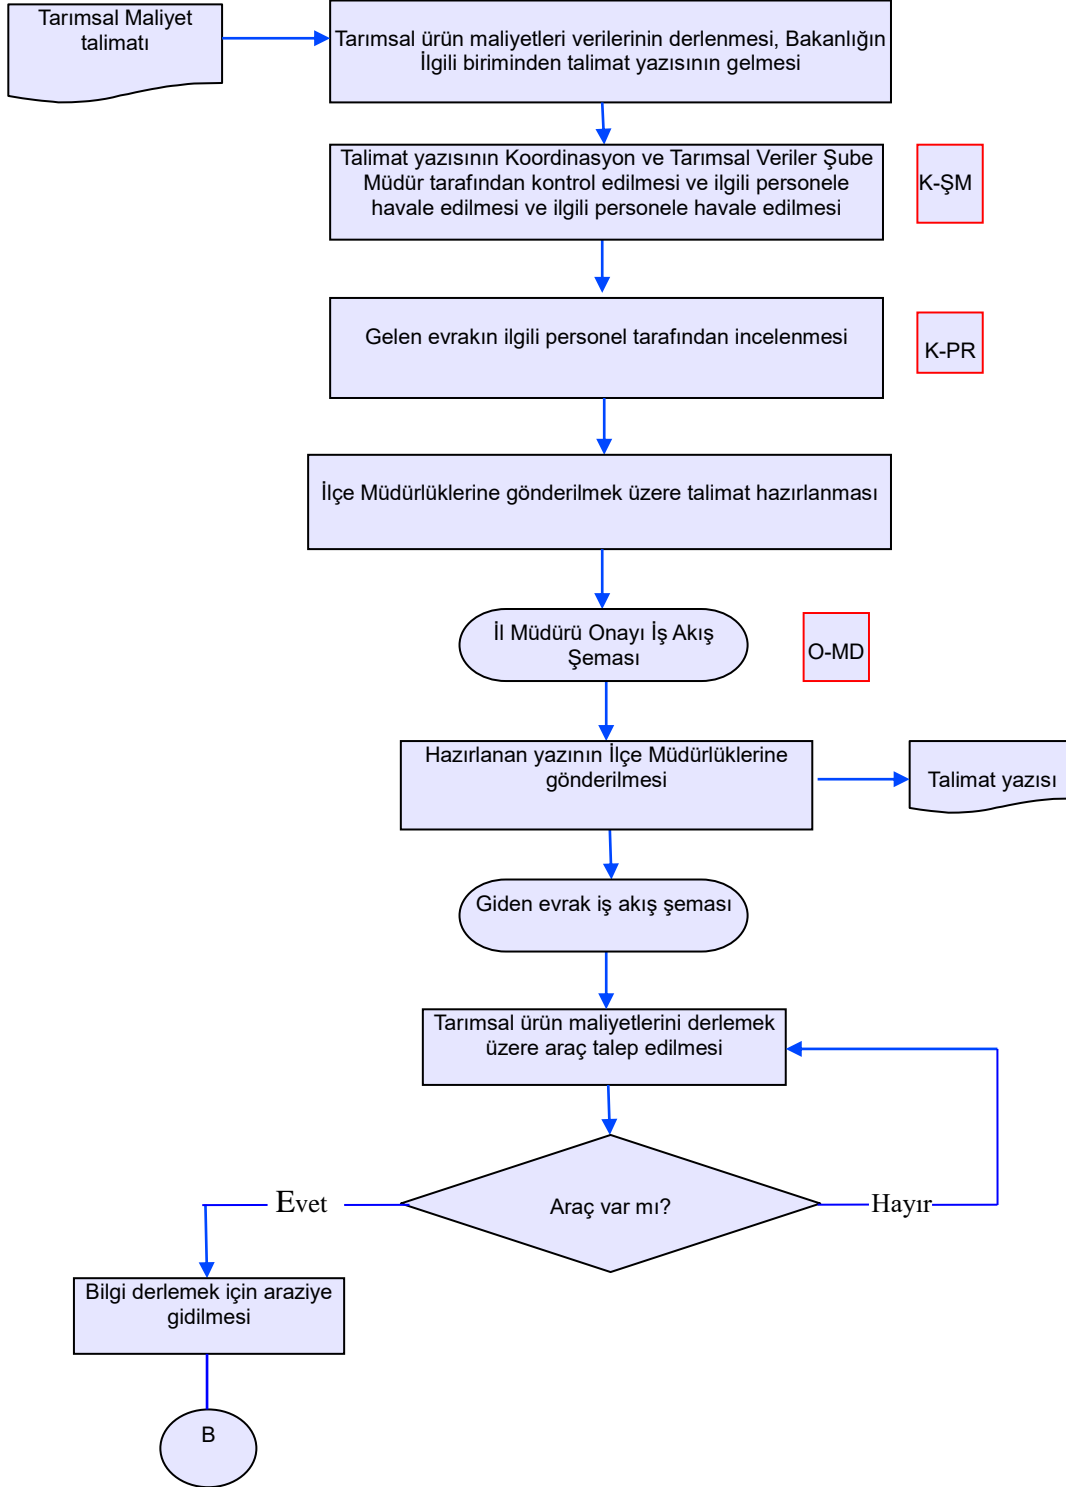 Tarımsal Maliyet
talimatı
Tarımsal ürün maliyetleri verilerinin derlenmesi, Bakanlığın
İlgili biriminden talimat yazısının gelmesi
Talimat yazısının Koordinasyon ve Tarımsal Veriler Şube
Müdür tarafından kontrol edilmesi ve ilgili personele
havale edilmesi ve ilgili personele havale edilmesi
K-ŞM
Gelen evrakın ilgili personel tarafından incelenmesi
K-PR
İlçe Müdürlüklerine gönderilmek üzere talimat hazırlanması
İl Müdürü Onayı İş Akış
Şeması
O-MD
Hazırlanan yazının İlçe Müdürlüklerine
gönderilmesi
Talimat yazısı
Giden evrak iş akış şeması
Tarımsal ürün maliyetlerini derlemek
üzere araç talep edilmesi
Araç var mı?
Evet
Hayır
Bilgi derlemek için araziye
gidilmesi
B